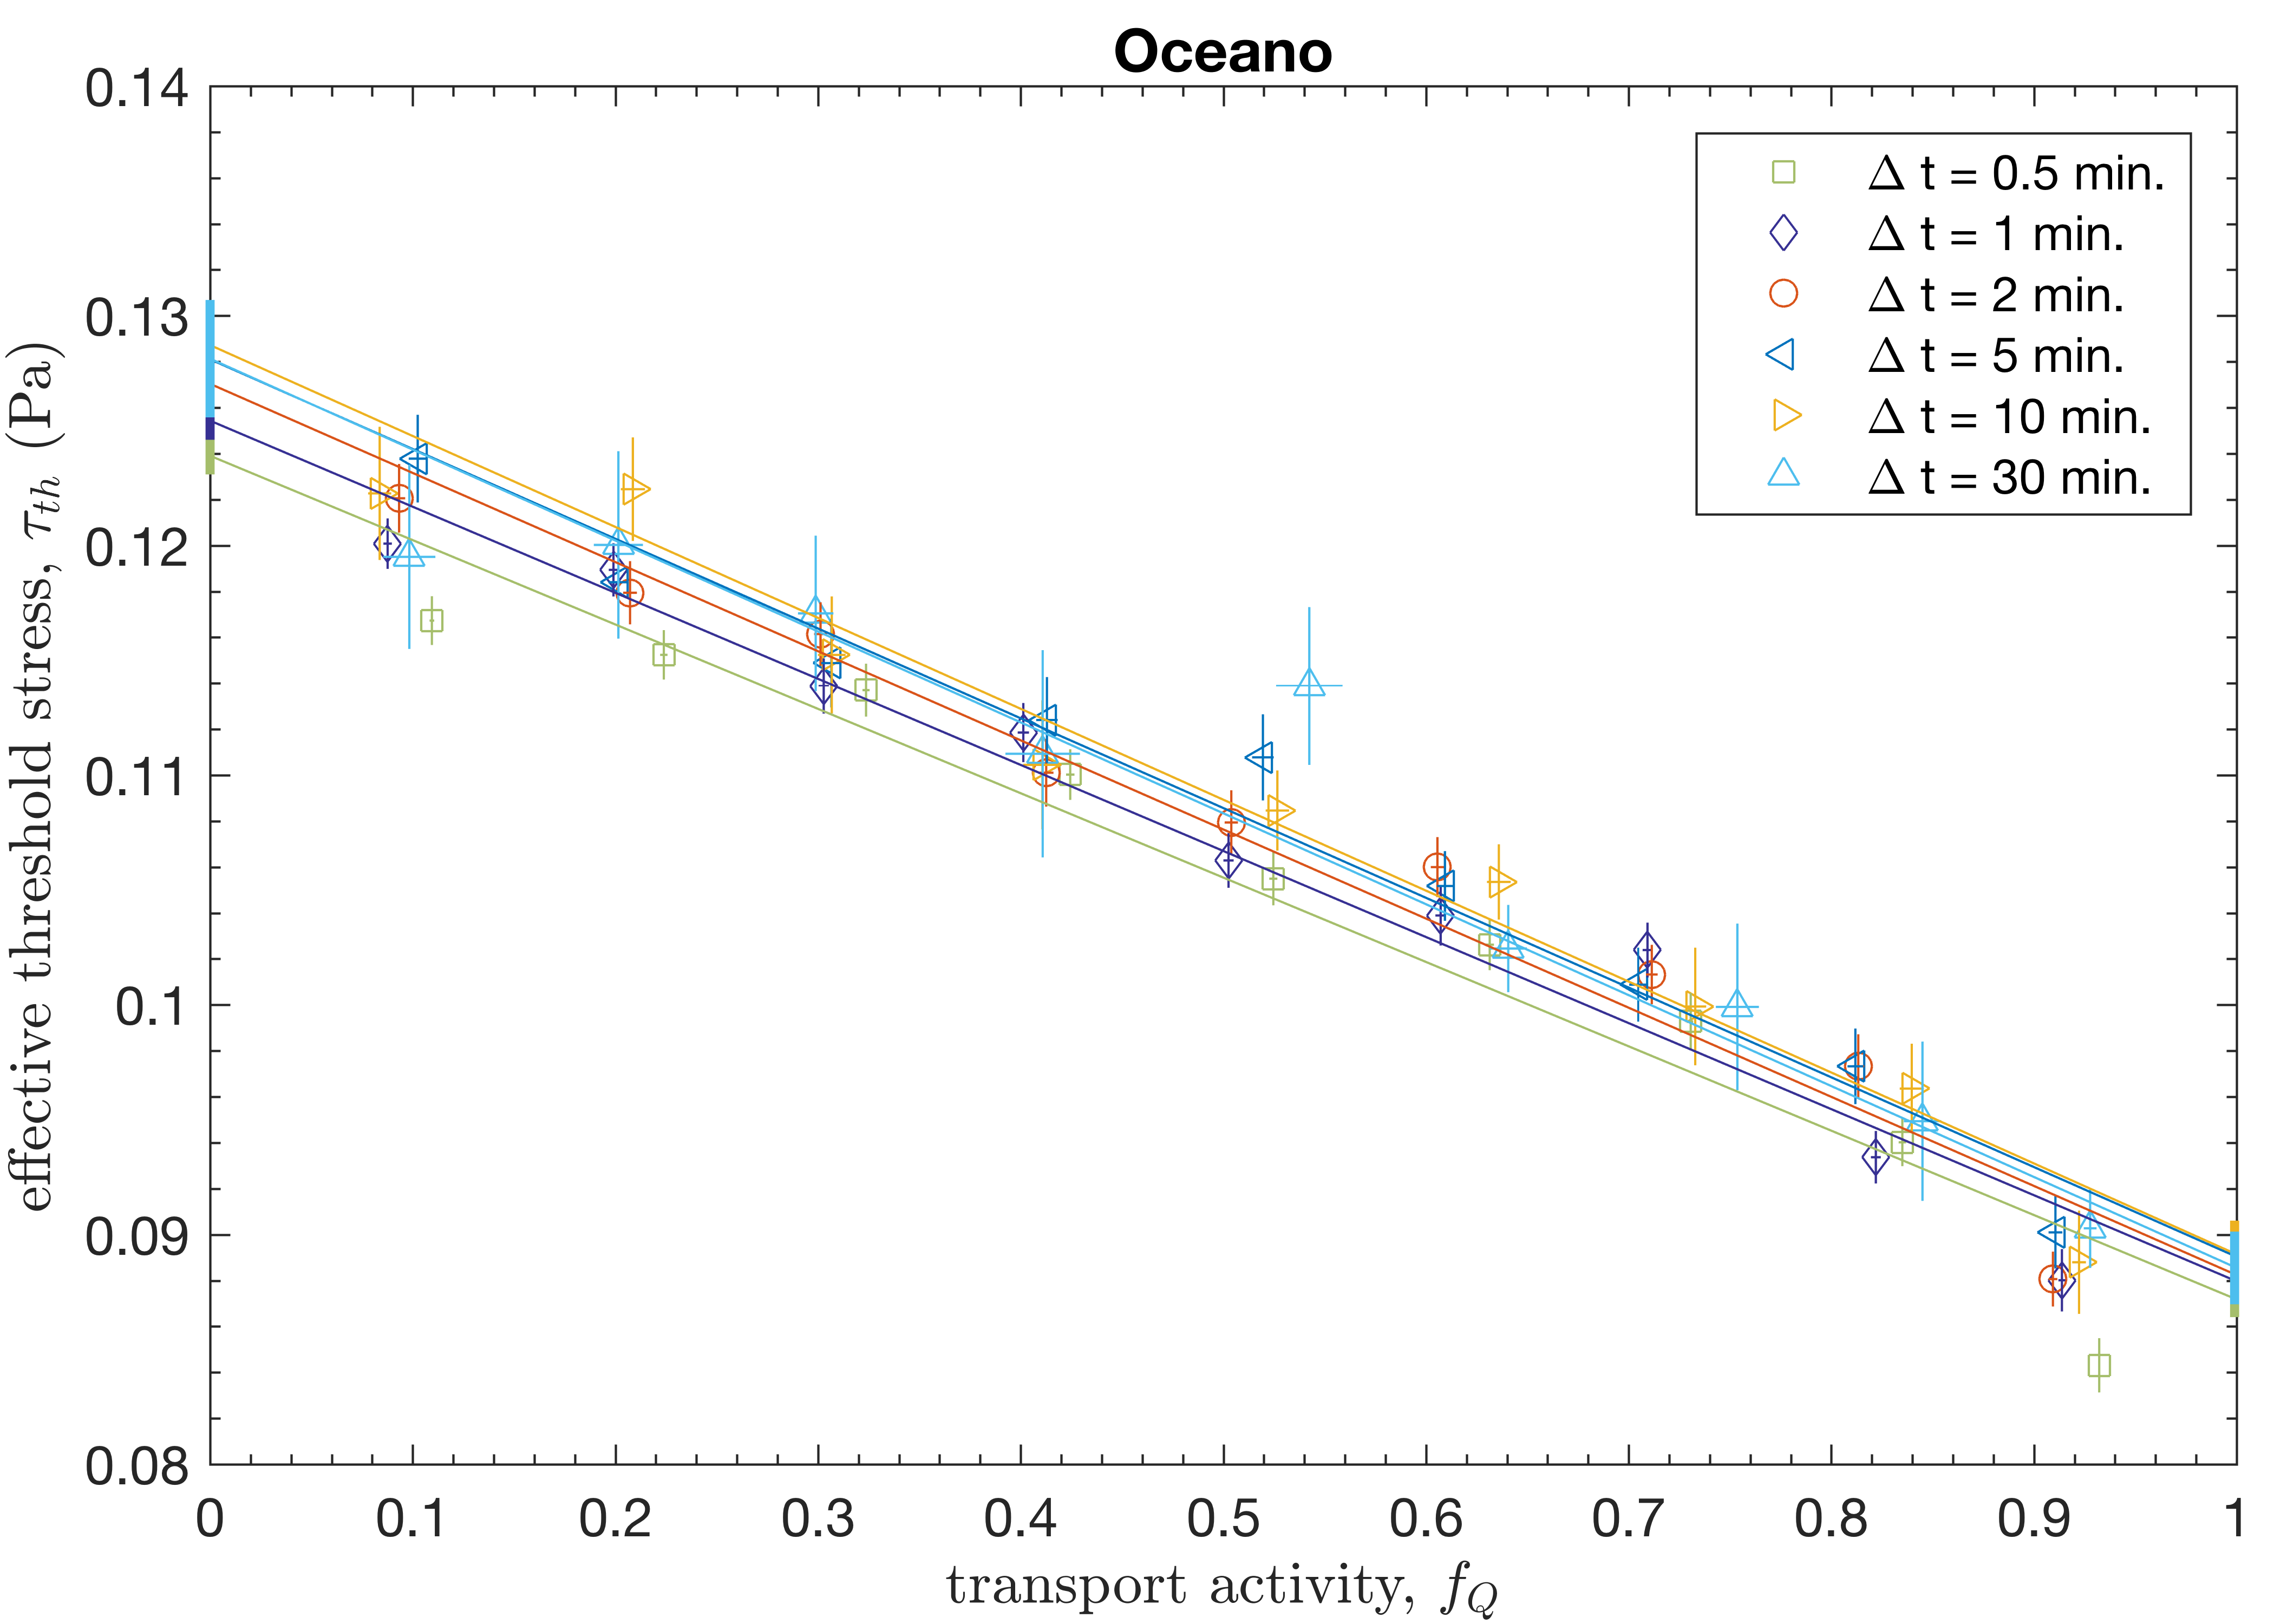 Oceano
effective threshold stress, τth (Pa)
0.14
0.13
0.12
0.11
0.1
0.09
0.08
Δ t = 0.5 min.
Δ t = 1 min.
Δ t = 2 min.
Δ t = 5 min.
Δ t = 10 min.
Δ t = 30 min.
0 0.1 0.2 0.3 0.4 0.5 0.6 0.7 0.8 0.9 1
transport activity, fQ